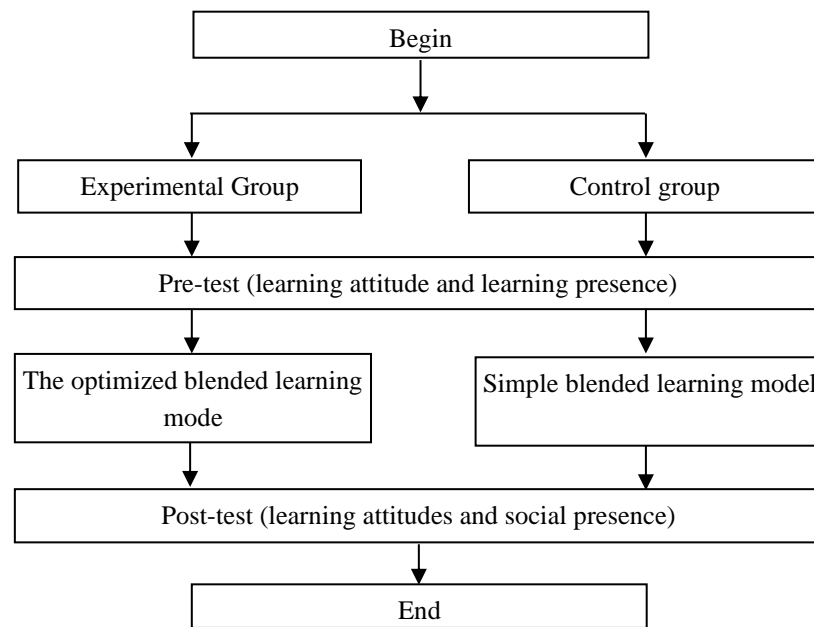 Begin
Experimental Group
Control group
Pre-test (learning attitude and learning presence)
The optimized blended learning
mode
Simple blended learning model
Post-test (learning attitudes and social presence)
End